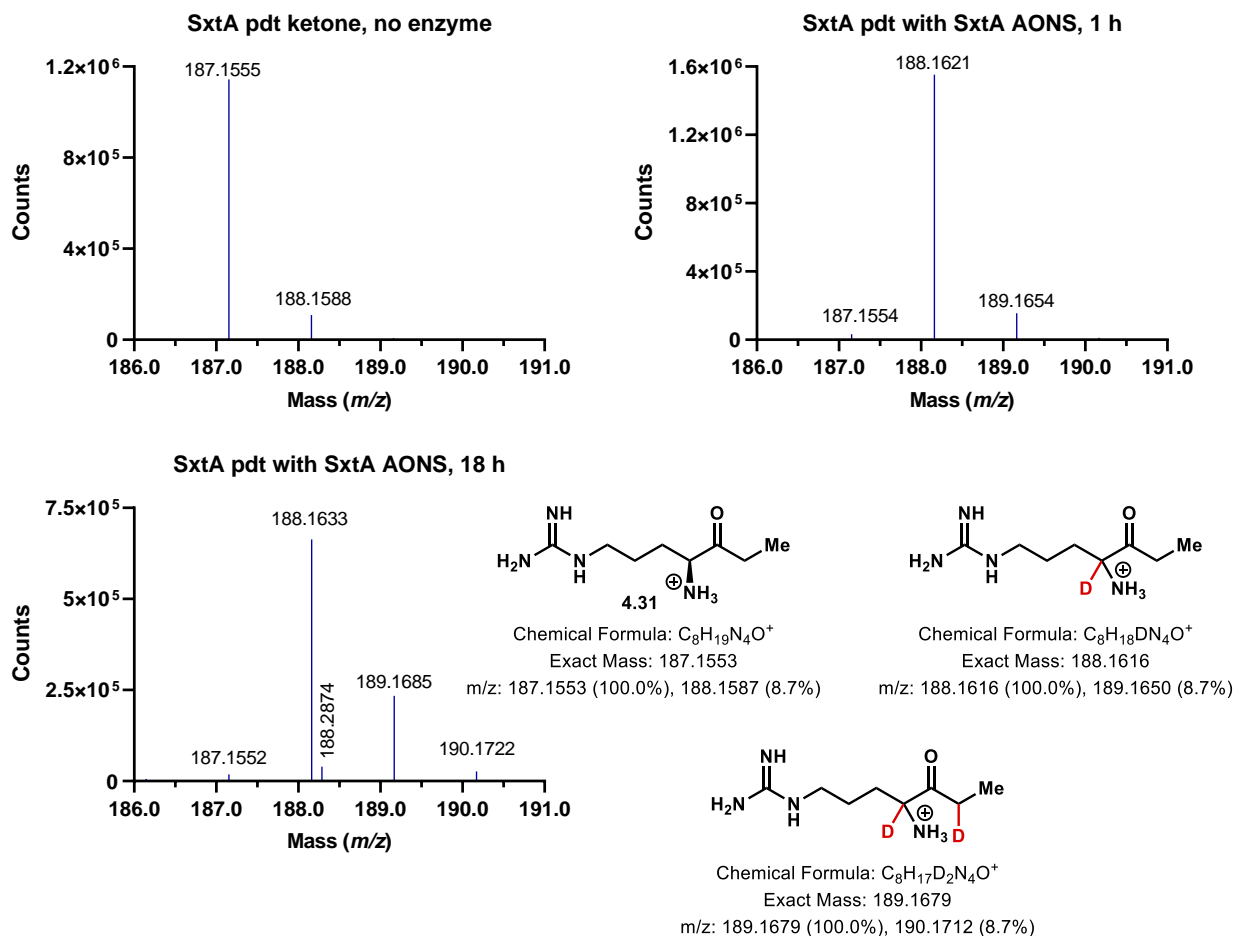 SxtA pdt ketone, no enzyme
1.2×10⁶
8×10⁵
4×10⁵
0
Counts
187.1555
188.1588
186.0 187.0 188.0 189.0 190.0 191.0
Mass (m/z)
SxtA pdt with SxtA AONS, 1 h
1.6×10⁶
1.2×10⁶
8×10⁵
4×10⁵
0
Counts
188.1621
187.1554
189.1654
186.0 187.0 188.0 189.0 190.0 191.0
Mass (m/z)
SxtA pdt with SxtA AONS, 18 h
7.5×10⁵
5×10⁵
2.5×10⁵
0
Counts
188.1633
188.2874
189.1685
187.1552
190.1722
186.0 187.0 188.0 189.0 190.0 191.0
Mass (m/z)
NH
O
H₂N
N
H
Me
⊕
NH₃
4.31
Chemical Formula: C₈H₁₉N₄O⁺
Exact Mass: 187.1553
m/z: 187.1553 (100.0%), 188.1587 (8.7%)
NH
O
H₂N
N
H
Me
D
⊕
NH₃
Chemical Formula: C₈H₁₈DN₄O⁺
Exact Mass: 188.1616
m/z: 188.1616 (100.0%), 189.1650 (8.7%)
NH
O
H₂N
N
H
Me
D
⊕
NH₃
D
Chemical Formula: C₈H₁₇D₂N₄O⁺
Exact Mass: 189.1679
m/z: 189.1679 (100.0%), 190.1712 (8.7%)